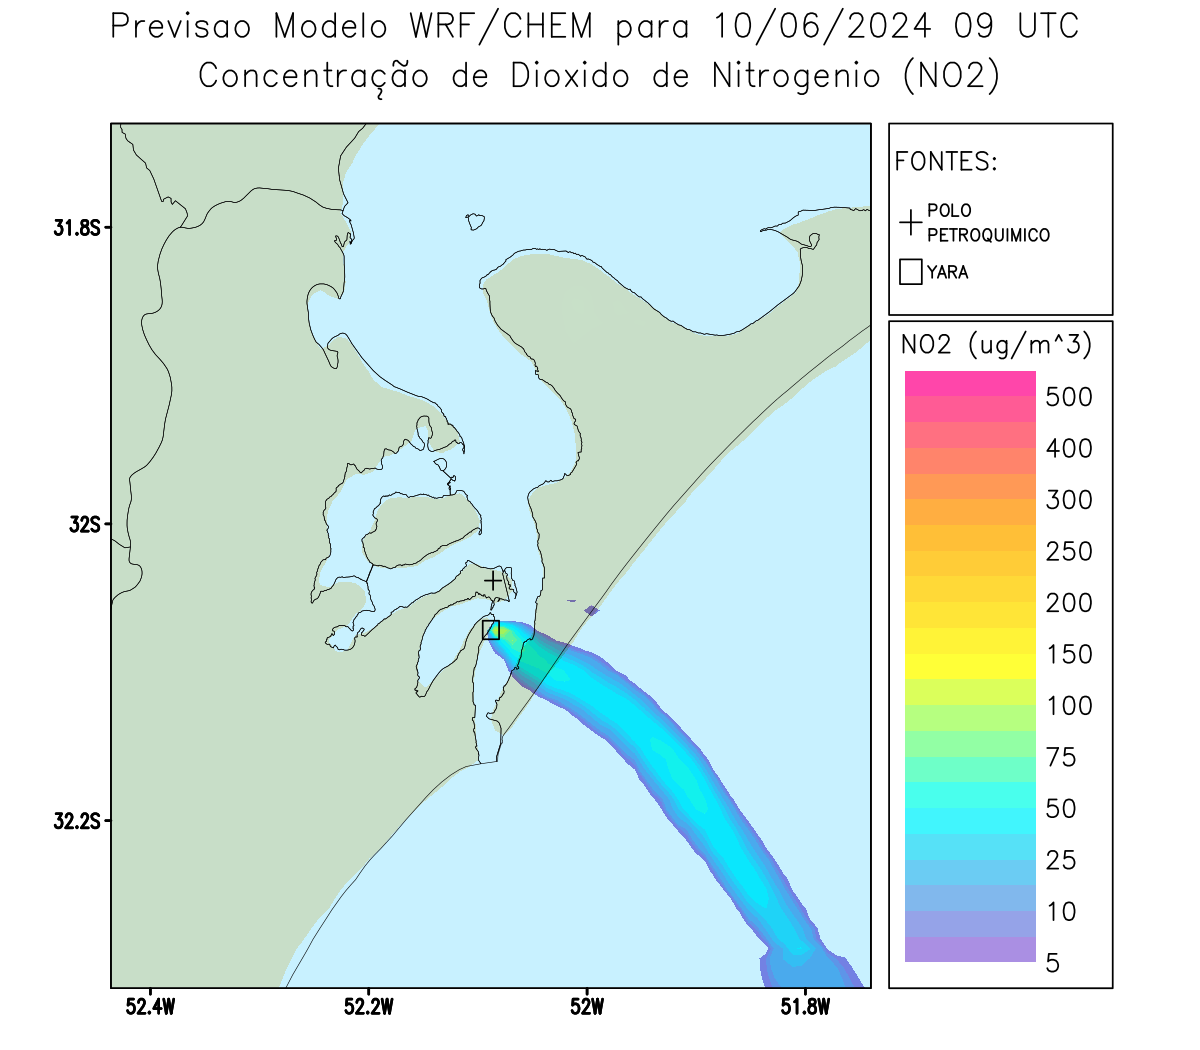 Previsao Modelo WRF/CHEM para 10/06/2024 09 UTC
Concentração de Dioxido de Nitrogenio (NO2)
FONTES:
POLO
PETROQUIMICO
YARA
NO2 (ug/m^3)
500
400
300
250
200
150
100
75
50
25
10
5
31.8S
32S
32.2S
52.4W
52.2W
52W
51.8W